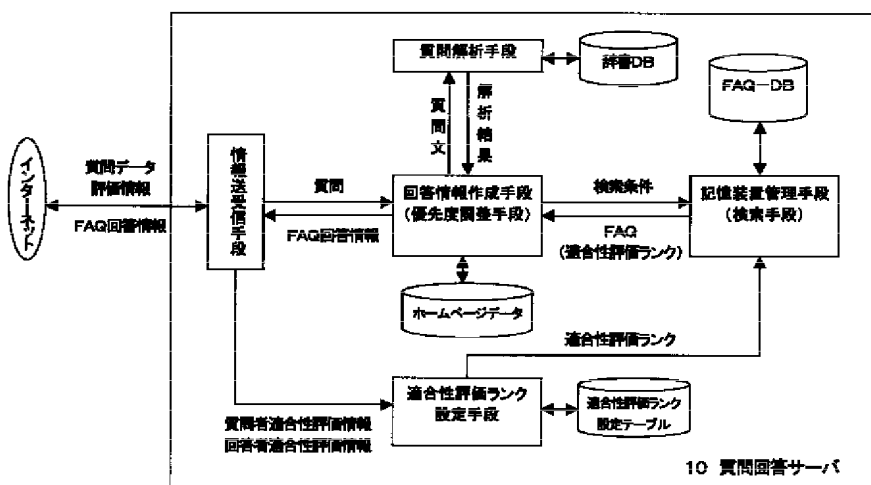 質問解析手段
辞書DB
FAQ－DB
質問文
解析結果
インターネット
質問データ
評価情報
FAQ回答情報
情報送受信手段
質問
FAQ回答情報
回答情報作成手段
(優先度調整手段)
検索条件
FAQ
(適合性評価ランク)
記憶装置管理手段
(検索手段)
ホームページデータ
適合性評価ランク
適合性評価ランク
設定手段
適合性評価ランク
設定テーブル
質問者適合性評価情報
回答者適合性評価情報
10 質問回答サーバ